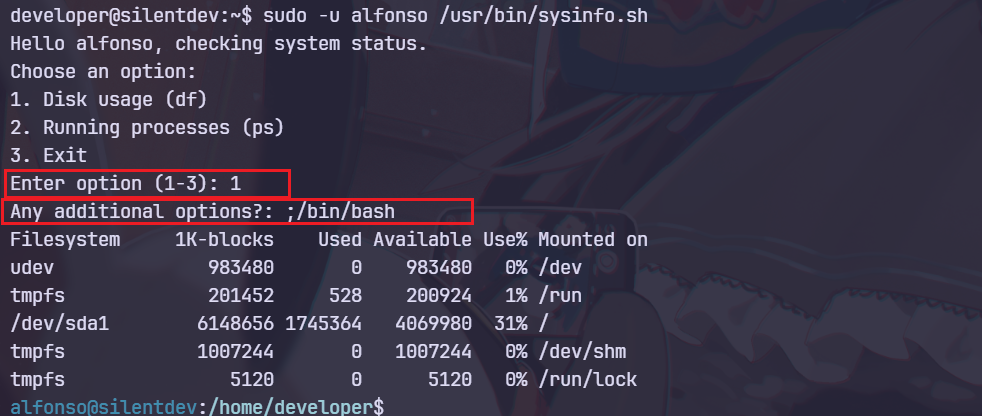 developer@silentdev:~$ sudo -u alfonso /usr/bin/sysinfo.sh
Hello alfonso, checking system status.
Choose an option:
1. Disk usage (df)
2. Running processes (ps)
3. Exit
Enter option (1-3): 1
Any additional options?: ;/bin/bash
Filesystem     1K-blocks    Used Available Use% Mounted on
udev              983480       0    983480   0% /dev
tmpfs             201452     528    200924   1% /run
/dev/sda1        6148656 1745364   4069980  31% /
tmpfs            1007244       0   1007244   0% /dev/shm
tmpfs               5120       0      5120   0% /run/lock
alfonso@silentdev:/home/developer$